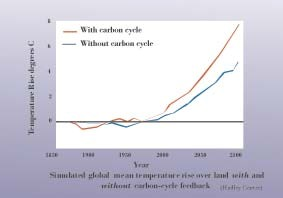 With carbon cycle
Without carbon cycle
Temperature Rise degrees C
8
6
4
2
0
1850 1900 1950 2000 2050 2100
Year
Simulated global mean temperature rise over land with and
without carbon-cycle feedback (Hadley Centre)